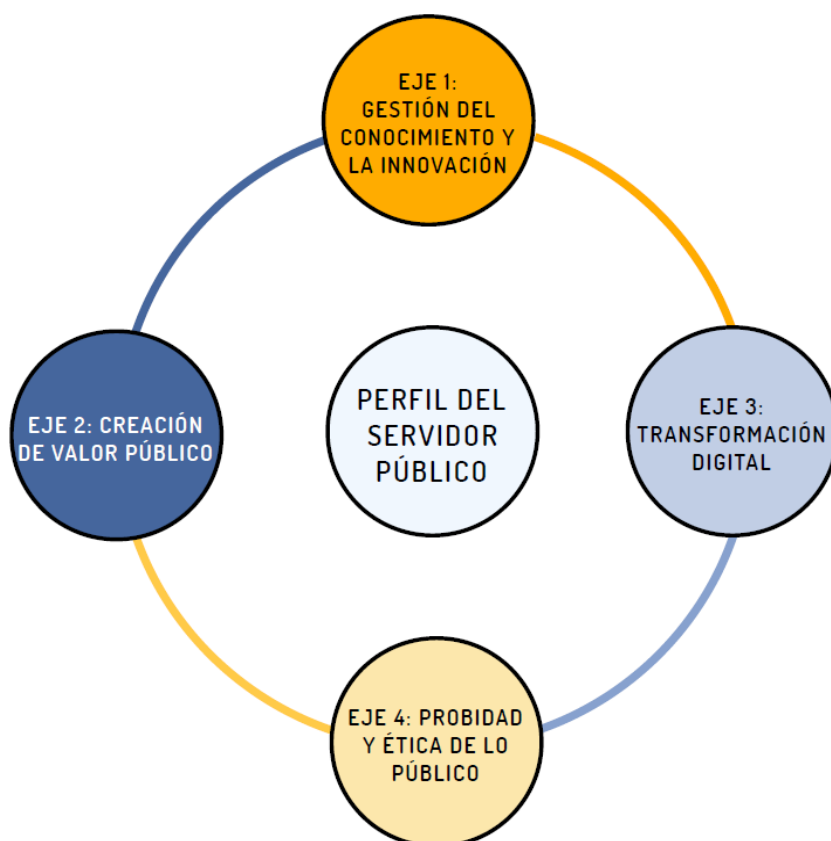 EJE 1:
GESTIÓN DEL
CONOCIMIENTO Y
LA INNOVACIÓN
EJE 2: CREACIÓN
DE VALOR PÚBLICO
PERFIL DEL
SERVIDOR
PÚBLICO
EJE 3:
TRANSFORMACIÓN
DIGITAL
EJE 4: PROBIDAD
Y ÉTICA DE LO
PÚBLICO